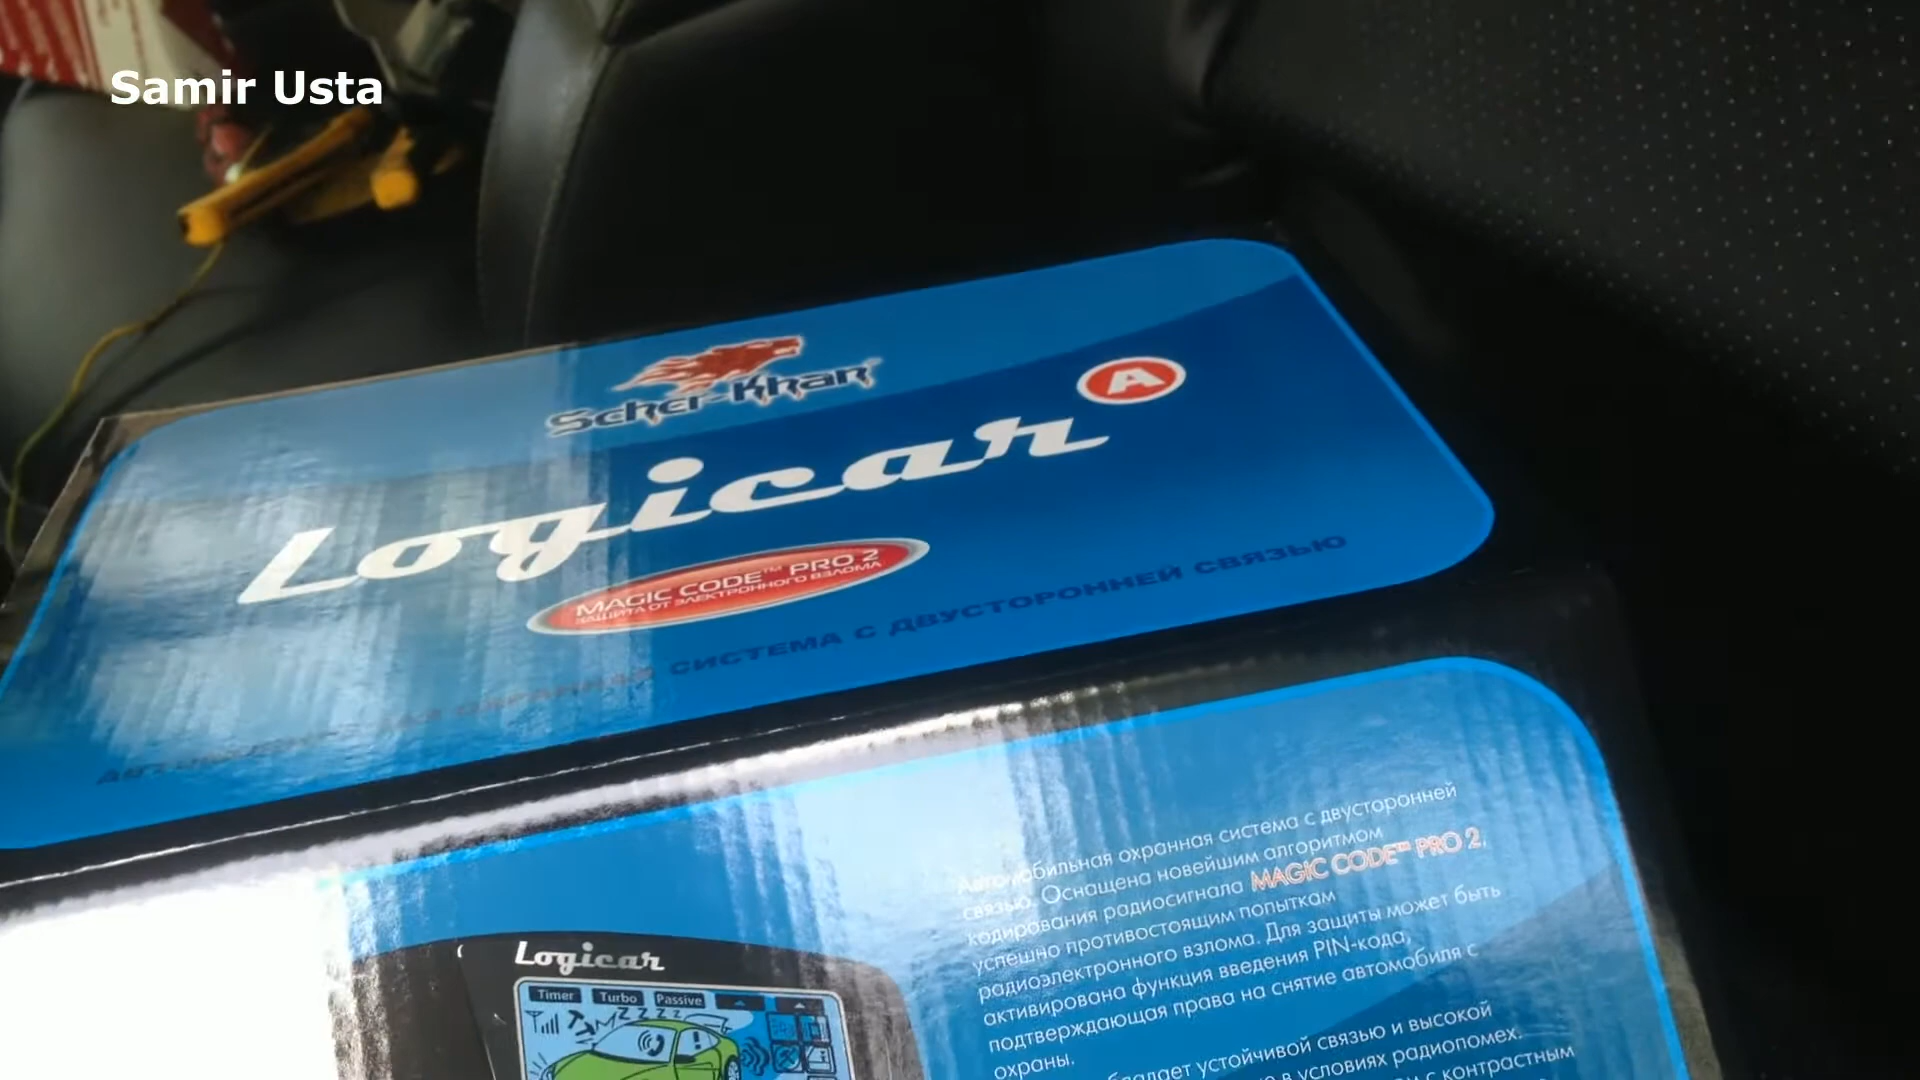 Samir Usta
Scher-Khan
A
Logicar
MAGIC CODE™ PRO 2
ЗАЩИТА ОТ ЭЛЕКТРОННОГО ВЗЛОМА
СИСТЕМА С ДВУСТОРОННЕЙ СВЯЗЬЮ
Автомобильная охранная система с двусторонней
связью. Оснащена новейшим алгоритмом
кодирования радиосигнала MAGIC CODE™ PRO 2,
успешно противостоящим попыткам
радиоэлектронного взлома. Для защиты может быть
активирована функция введения PIN-кода,
подтверждающая права на снятие автомобиля с
охраны.
устойчивой связью и высокой
в условиях радиопомех.
с контрастным
Logicar
Timer Turbo Passive